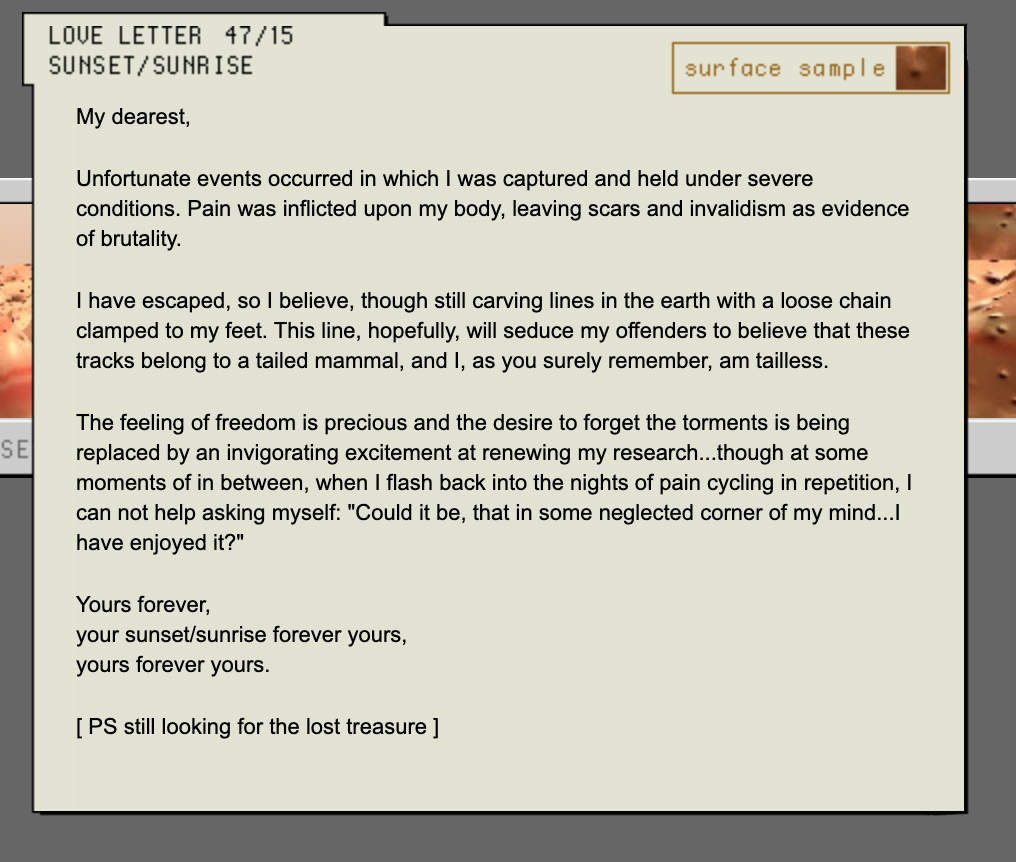 LOVE LETTER 47/15
SUNSET/SUNRISE
surface sample
My dearest,
Unfortunate events occurred in which I was captured and held under severe
conditions. Pain was inflicted upon my body, leaving scars and invalidism as evidence
of brutality.
I have escaped, so I believe, though still carving lines in the earth with a loose chain
clamped to my feet. This line, hopefully, will seduce my offenders to believe that these
tracks belong to a tailed mammal, and I, as you surely remember, am tailless.
The feeling of freedom is precious and the desire to forget the torments is being
replaced by an invigorating excitement at renewing my research...though at some
moments of in between, when I flash back into the nights of pain cycling in repetition, I
can not help asking myself: "Could it be, that in some neglected corner of my mind...I
have enjoyed it?"
Yours forever,
your sunset/sunrise forever yours,
yours forever yours.
[ PS still looking for the lost treasure ]
SE